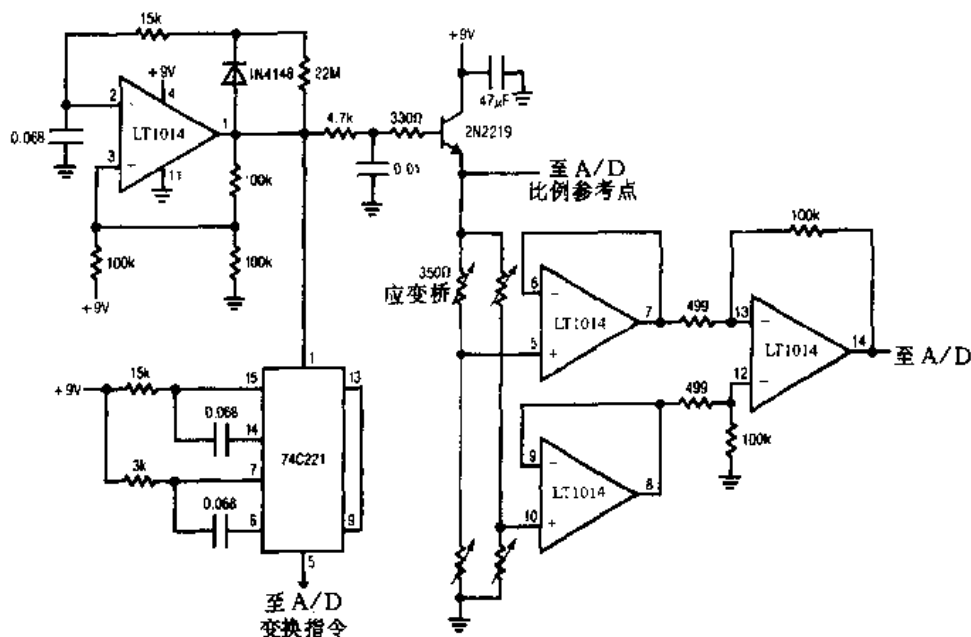 15k
+9V
+9V
1N4148
22M
47μF
2
4
LT1014
1
4.7k
330Ω
2N2219
0.068
3
11
100k
0.01
至 A/D
比例参考点
100k
100k
100k
+9V
350Ω
应变桥
6
-
LT1014
7
499
13
-
5
+
LT1014
14
至 A/D
12
-
499
100k
+9V
15k
15
1
13
0.068
14
74C221
3k
7
0.068
6
9
9
-
LT1014
8
10
+
5
至 A/D
变换指令